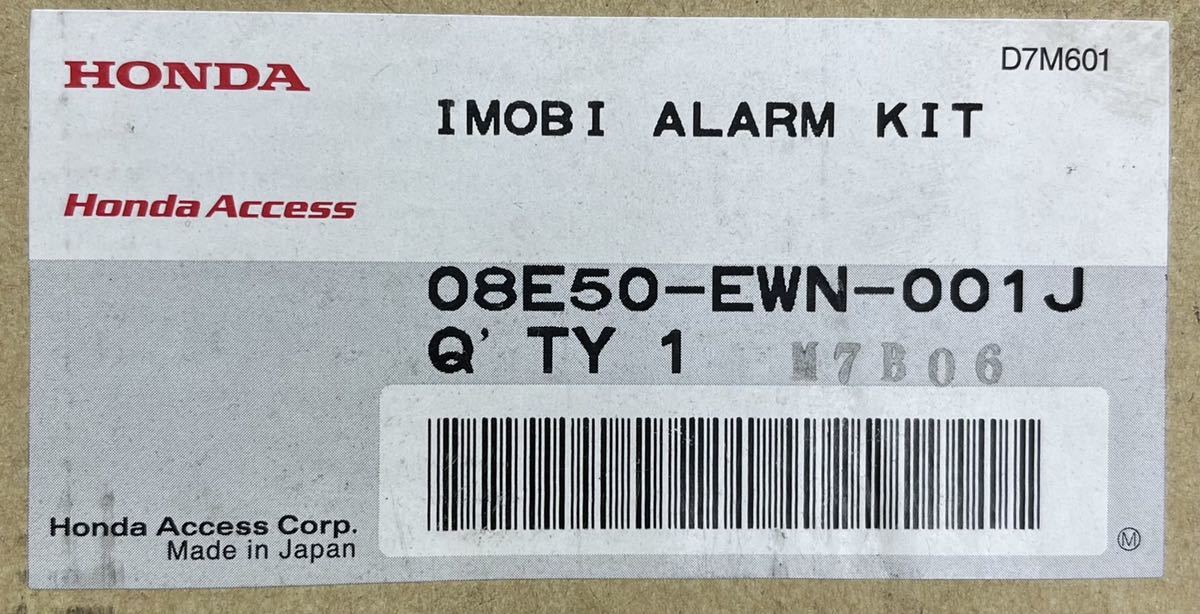 HONDA
D7M601
IMOBI ALARM KIT
Honda Access
08E50-EWN-001J
Q'TY 1 M7B06
Honda Access Corp.
Made in Japan
M